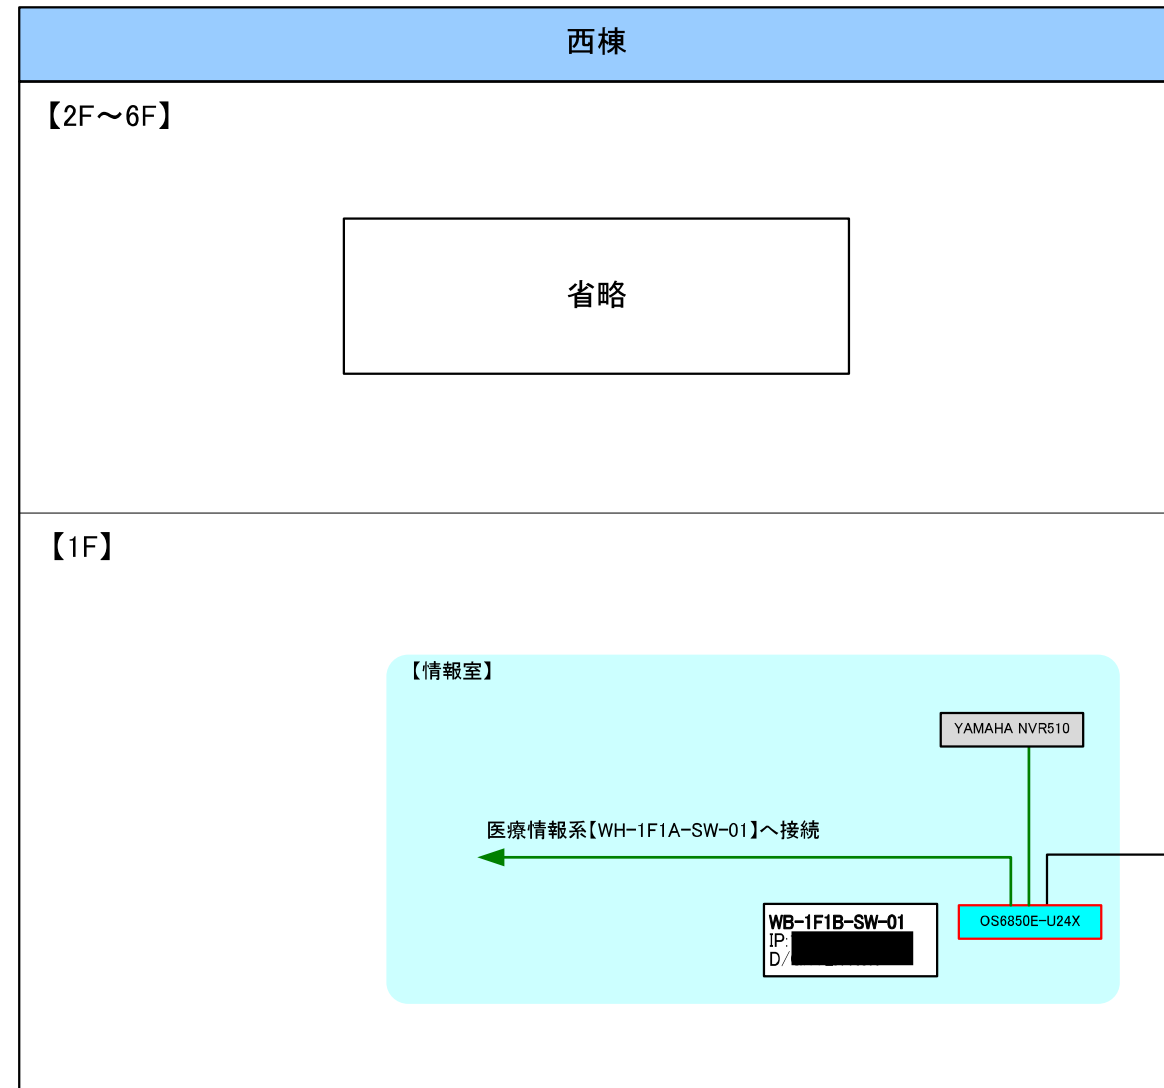 西棟
【2F～6F】
省略
【1F】
【情報室】
YAMAHA NVR510
医療情報系【WH-1F1A-SW-01】へ接続
WB-1F1B-SW-01
IP:
D/
OS6850E-U24X